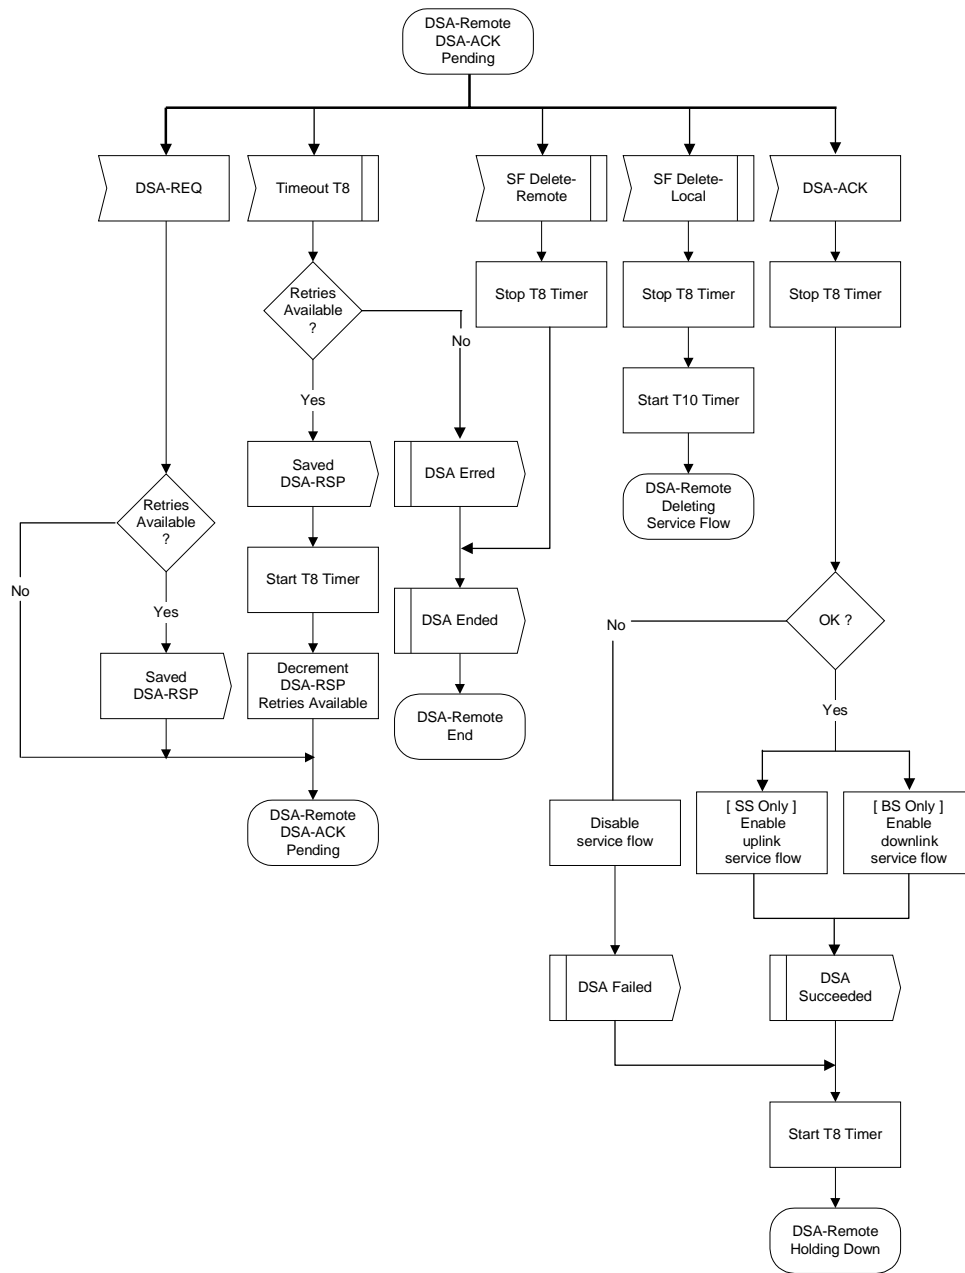 DSA-Remote
DSA-ACK
Pending
DSA-REQ
Timeout T8
SF Delete-
Remote
SF Delete-
Local
DSA-ACK
Retries
Available
?
Stop T8 Timer
Stop T8 Timer
Stop T8 Timer
No
Yes
Start T10 Timer
Saved
DSA-RSP
DSA Erred
DSA-Remote
Deleting
Service Flow
Retries
Available
?
Start T8 Timer
No
Yes
DSA Ended
OK ?
No
Saved
DSA-RSP
Decrement
DSA-RSP
Retries Available
DSA-Remote
End
Yes
DSA-Remote
DSA-ACK
Pending
Disable
service flow
[ SS Only ]
Enable
uplink
service flow
[ BS Only ]
Enable
downlink
service flow
DSA Failed
DSA
Succeeded
Start T8 Timer
DSA-Remote
Holding Down